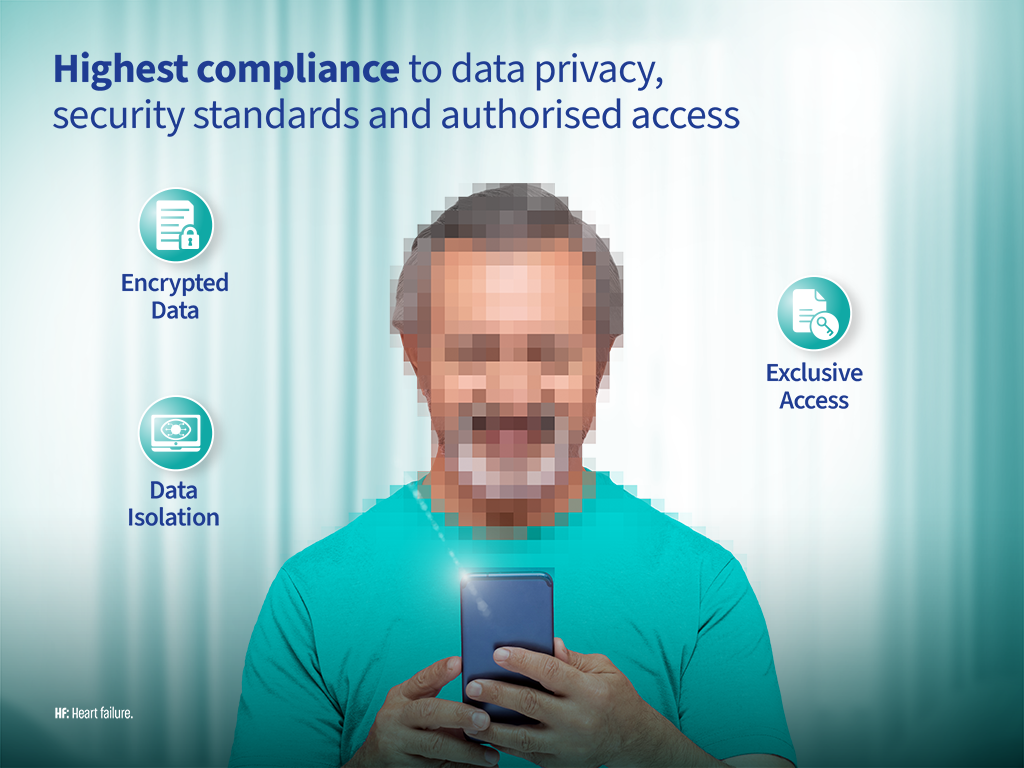 Highest compliance to data privacy,
security standards and authorised access
Encrypted
Data
Exclusive
Access
Data
Isolation
HF: Heart failure.